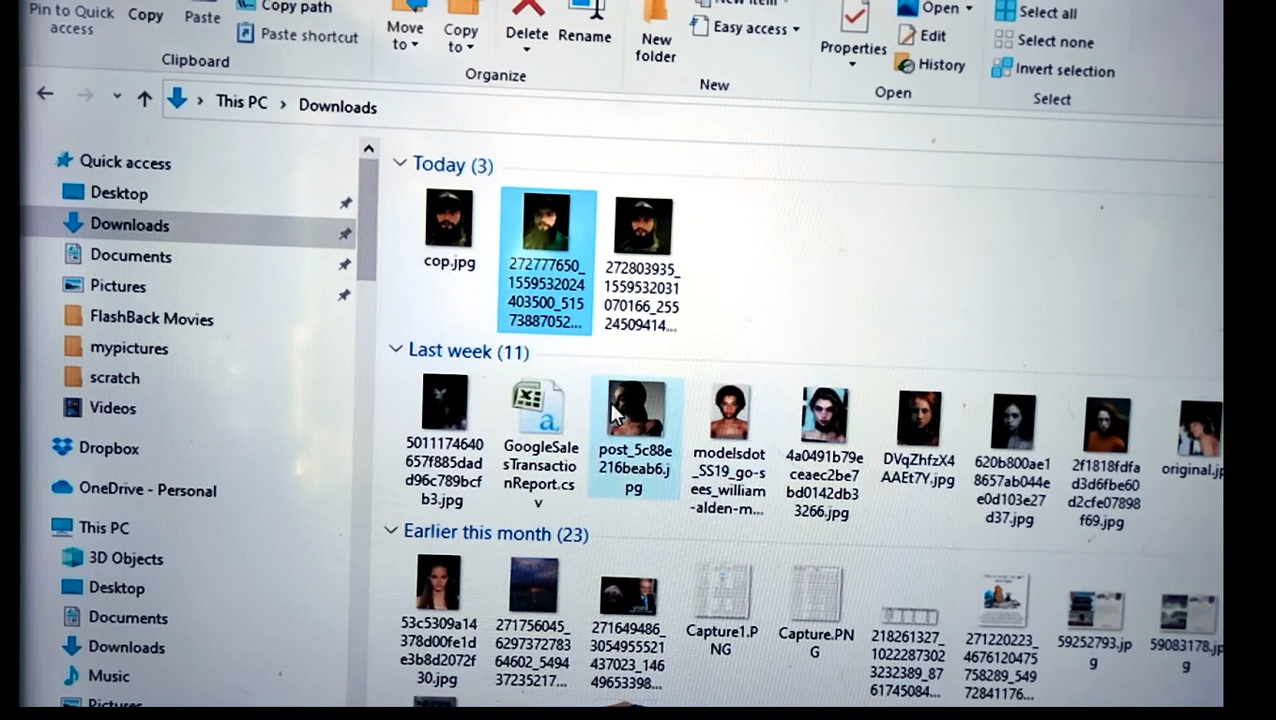 Pin to Quick
access
Copy
Paste
Copy path
Paste shortcut
Clipboard
Move
to
Copy
to
Delete
Rename
Organize
New
folder
New item
Easy access
New
Properties
Open
Edit
History
Open
Select all
Select none
Invert selection
Select
This PC
Downloads
Quick access
Desktop
Downloads
Documents
Pictures
FlashBack Movies
mypictures
scratch
Videos
Dropbox
OneDrive - Personal
This PC
3D Objects
Desktop
Documents
Downloads
Music
Pictures
Today (3)
cop.jpg
272777650_
1559532024
403500_515
73887052...
272803935_
1559532031
070166_255
24509414...
Last week (11)
5011174640
657f885dad
d96c789bcf
b3.jpg
GoogleSale
sTransactio
nReport.cs
v
post_5c88e
216beab6.j
pg
modelsdot
_SS19_go-s
ees_william
-alden-m...
4a0491b79e
ceaec2be7
bd0142db3
3266.jpg
DVqZhfzX4
AAEt7Y.jpg
620b800ae1
8657ab044e
e0d103e27
d37.jpg
2f1818fdfa
d3d6fbe60
d2cfe07898
f69.jpg
original.jp
Earlier this month (23)
53c5309a14
378d00fe1d
e3b8d2072f
30.jpg
271756045_
6297372783
64602_5494
37235217...
271649486_
3054955521
437023_146
49653398...
Capture1.P
NG
Capture.PN
G
218261327_
1022287302
3232389_87
61745084...
271220223_
4676120475
758289_549
72841176...
59252793.jp
g
59083178.jp
g